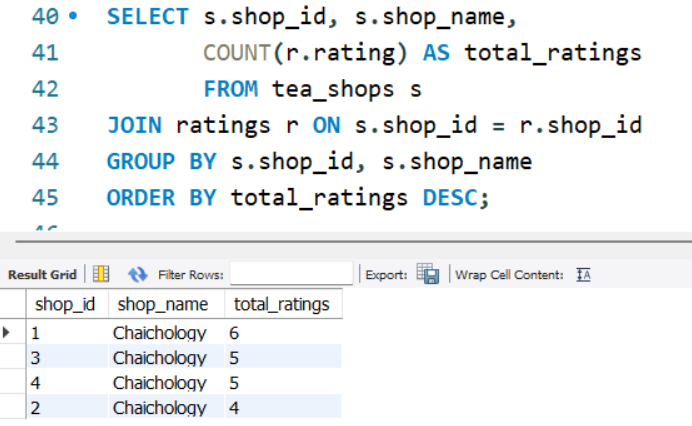 40 SELECT s.shop_id, s.shop_name,
41 COUNT(r.rating) AS total_ratings
42 FROM tea_shops s
43 JOIN ratings r ON s.shop_id = r.shop_id
44 GROUP BY s.shop_id, s.shop_name
45 ORDER BY total_ratings DESC;
Result Grid Filter Rows: Export: Wrap Cell Content: IA
shop_id shop_name total_ratings
1 Chaichology 6
3 Chaichology 5
4 Chaichology 5
2 Chaichology 4